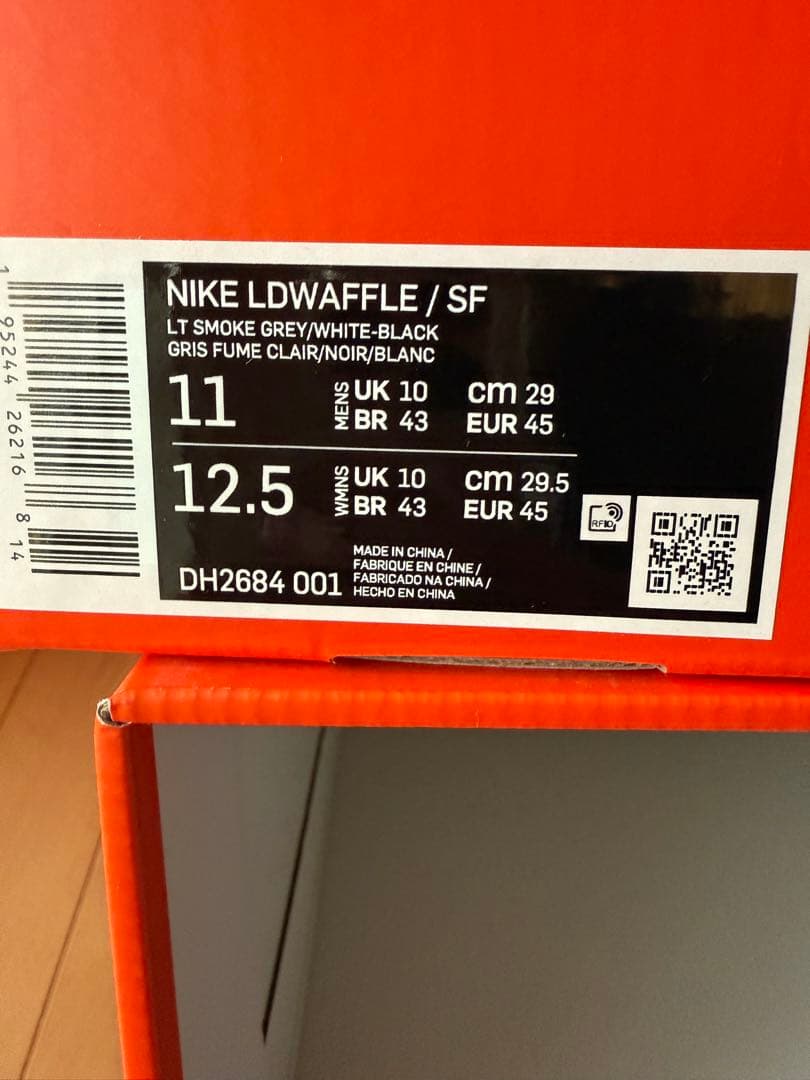 1 95244 26216 8 14
NIKE LDWAFFLE / SF
LT SMOKE GREY/WHITE-BLACK
GRIS FUME CLAIR/NOIR/BLANC
11 MENS UK 10 cm 29
BR 43 EUR 45
12.5 WMNS UK 10 cm 29.5
BR 43 EUR 45
RFID
DH2684 001
MADE IN CHINA /
FABRIQUE EN CHINE /
FABRICADO NA CHINA /
HECHO EN CHINA